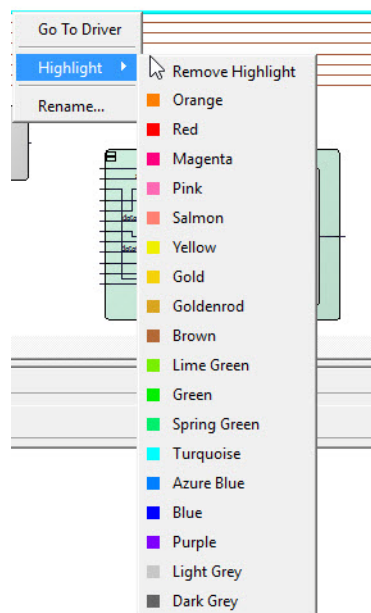 Go To Driver
Highlight
Rename...
Remove Highlight
Orange
Red
Magenta
Pink
Salmon
Yellow
Gold
Goldenrod
Brown
Lime Green
Green
Spring Green
Turquoise
Azure Blue
Blue
Purple
Light Grey
Dark Grey